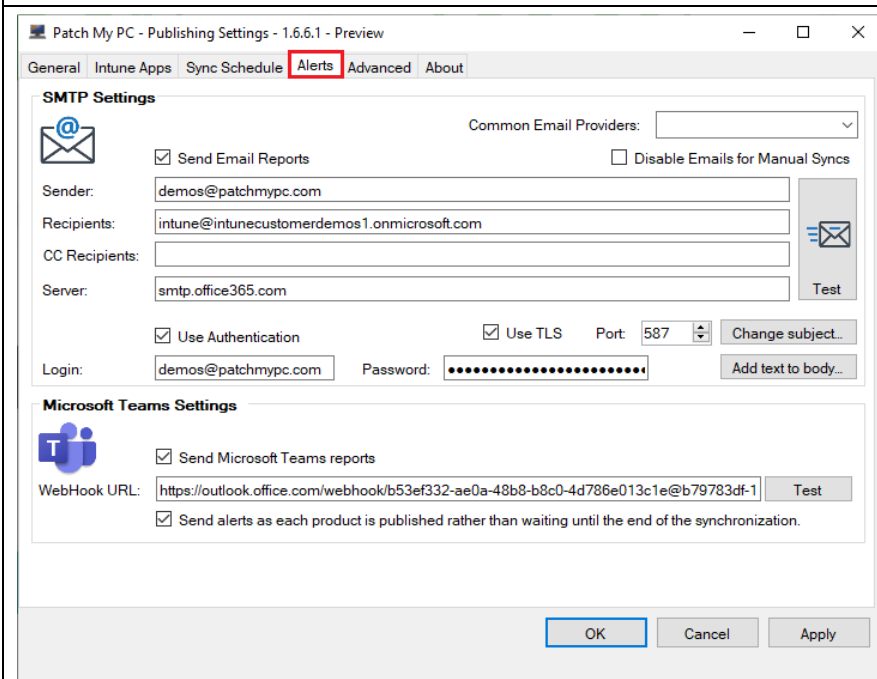 Patch My PC - Publishing Settings - 1.6.6.1 - Preview
General Intune Apps Sync Schedule Alerts Advanced About
SMTP Settings
Common Email Providers:
Send Email Reports Disable Emails for Manual Syncs
Sender: demos@patchmypc.com
Recipients: intune@intunecustomerdemos1.onmicrosoft.com
CC Recipients:
Server: smtp.office365.com Test
Use Authentication Use TLS Port: 587 Change subject...
Login: demos@patchmypc.com Password: Add text to body...
Microsoft Teams Settings
T
Send Microsoft Teams reports
WebHook URL: https://outlook.office.com/webhook/b53ef332-ae0a-48b8-b8c0-4d786e013c1e@b79783df-1 Test
Send alerts as each product is published rather than waiting until the end of the synchronization.
OK Cancel Apply